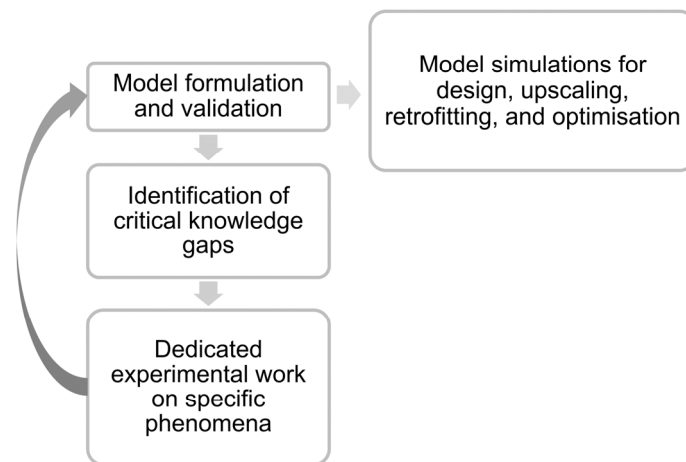 Model formulation
and validation
Model simulations for
design, upscaling,
retrofitting, and optimisation
Identification of
critical knowledge
gaps
Dedicated
experimental work
on specific
phenomena